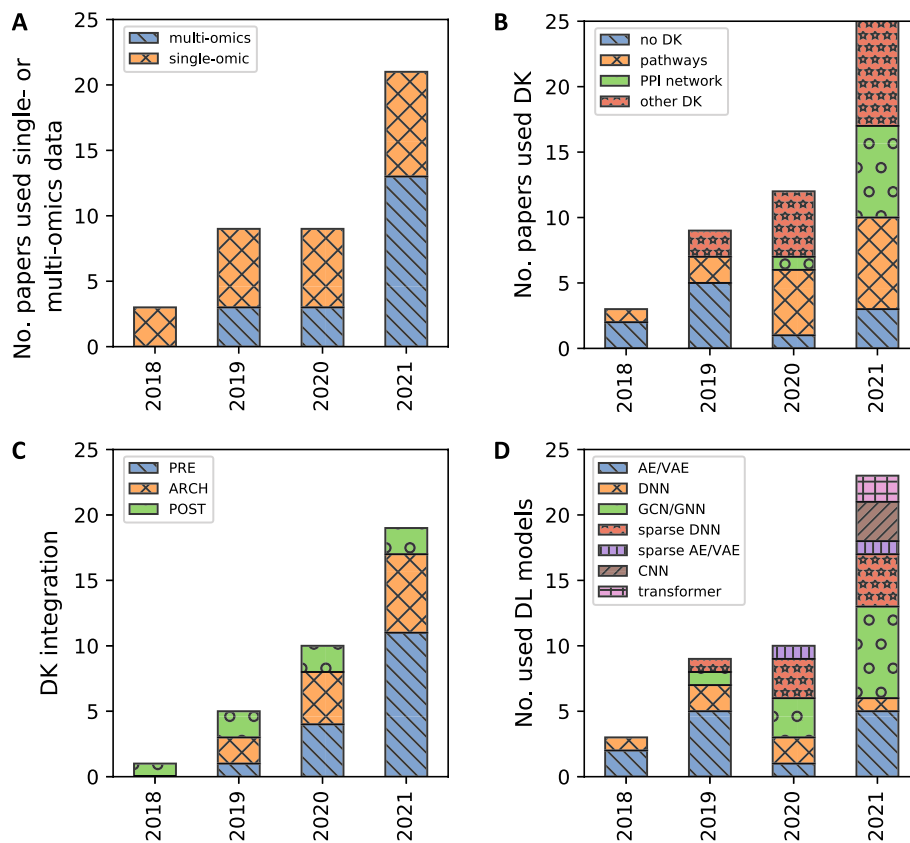 A
No. papers used single- or
multi-omics data
25
20
15
10
5
0
multi-omics
single-omic
2018
2019
2020
2021
B
No. papers used DK
25
20
15
10
5
0
no DK
pathways
PPI network
other DK
2018
2019
2020
2021
C
DK integration
25
20
15
10
5
0
PRE
ARCH
POST
2018
2019
2020
2021
D
No. used DL models
25
20
15
10
5
0
AE/VAE
DNN
GCN/GNN
sparse DNN
sparse AE/VAE
CNN
transformer
2018
2019
2020
2021